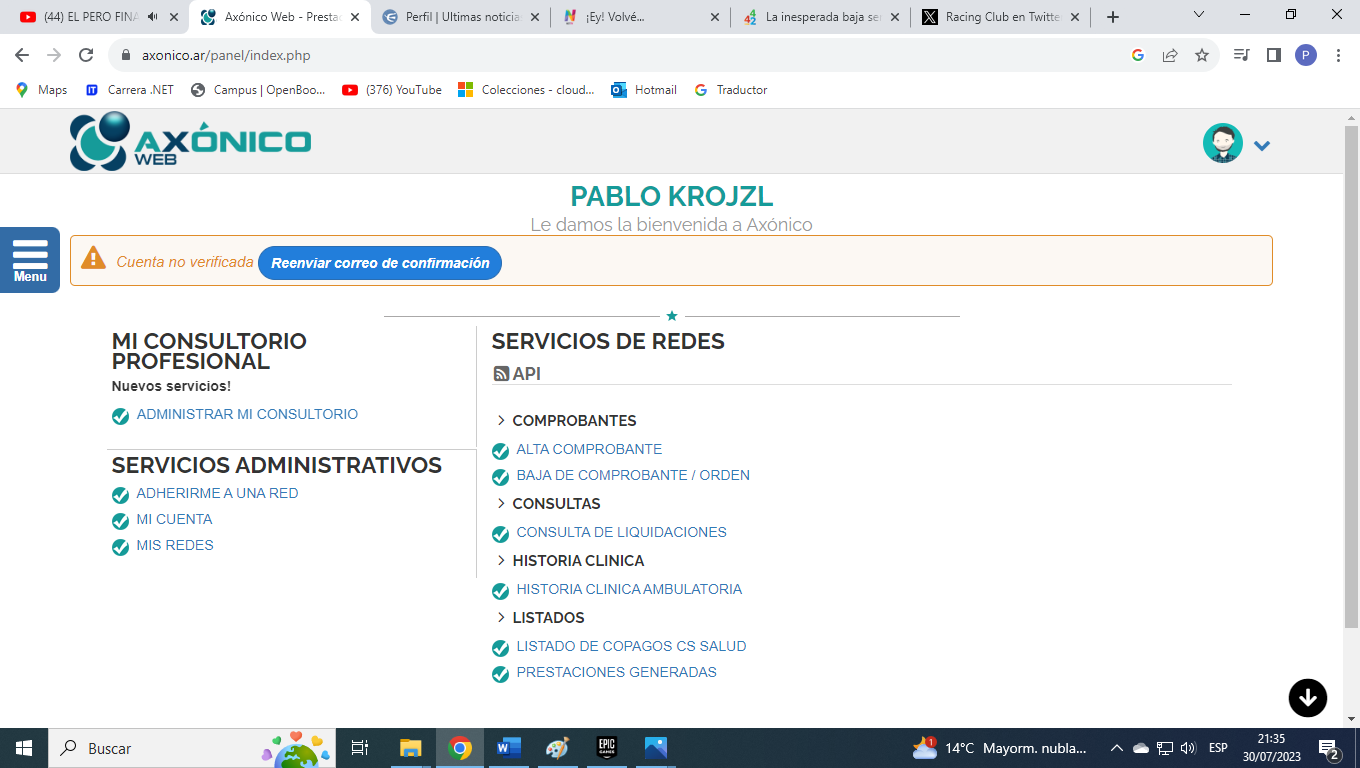 (44) EL PERO FINA
Axónico Web - Prestac
Perfil | Ultimas noticia
¡Ey! Volvé...
La inesperada baja se
Racing Club en Twitte
axonico.ar/panel/index.php
P
Maps
Carrera .NET
Campus | OpenBoo...
(376) YouTube
Colecciones - cloud...
Hotmail
Traductor
AXÓNICO
WEB
PABLO KROJZL
Le damos la bienvenida a Axónico
Menu
Cuenta no verificada
Reenviar correo de confirmación
MI CONSULTORIO
PROFESIONAL
Nuevos servicios!
ADMINISTRAR MI CONSULTORIO
SERVICIOS ADMINISTRATIVOS
ADHERIRME A UNA RED
MI CUENTA
MIS REDES
SERVICIOS DE REDES
API
COMPROBANTES
ALTA COMPROBANTE
BAJA DE COMPROBANTE / ORDEN
CONSULTAS
CONSULTA DE LIQUIDACIONES
HISTORIA CLINICA
HISTORIA CLINICA AMBULATORIA
LISTADOS
LISTADO DE COPAGOS CS SALUD
PRESTACIONES GENERADAS
Buscar
EPIC
GAMES
1
14°C Mayorm. nubla...
ESP
21:35
30/07/2023
2